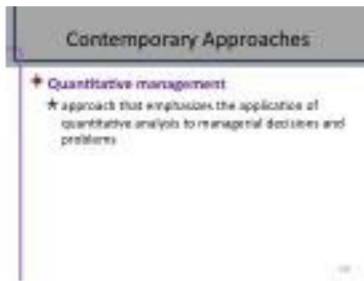 Contemporary Approaches
Quantitative management
approach that emphasizes the application of
quantitative analysis to managerial decisions and
problems